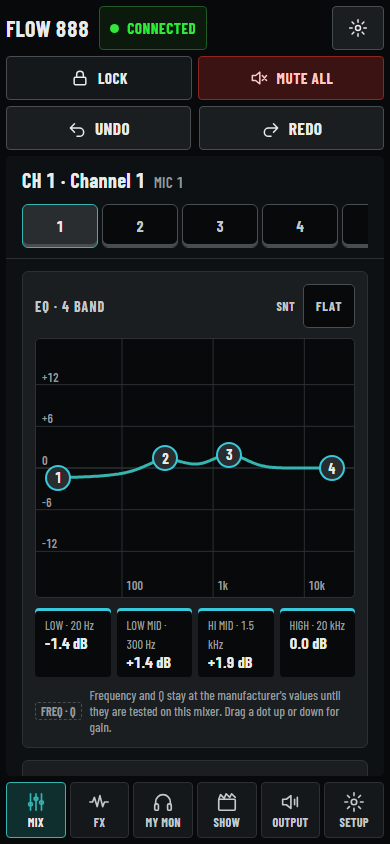 FLOW 888
CONNECTED
LOCK
MUTE ALL
UNDO
REDO
CH 1 · Channel 1 MIC 1
1 2 3 4
EQ · 4 BAND
SNT
FLAT
+12
+6
0
-6
-12
1
2
3
4
100
1k
10k
LOW · 20 Hz
-1.4 dB
LOW MID ·
300 Hz
+1.4 dB
HI MID · 1.5
kHz
+1.9 dB
HIGH · 20 kHz
0.0 dB
FREQ · Q
Frequency and Q stay at the manufacturer's values until
they are tested on this mixer. Drag a dot up or down for
gain.
MIX
FX
MY MON
SHOW
OUTPUT
SETUP